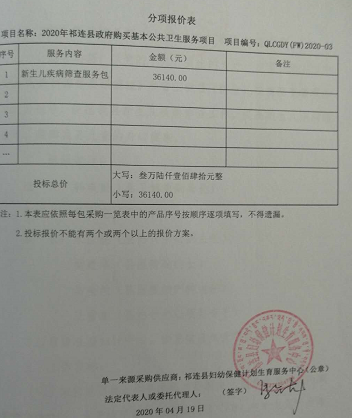 分项报价表
项目名称：2020年祁连县政府购买基本公共卫生服务项目 项目编号：QLCGDY(FW)2020-03
序号 服务内容 金额（元） 备注
1 新生儿疾病筛查服务包 36140.00
2
3
4
…
投标总价 大写：叁万陆仟壹佰肆拾元整
小写：36140.00
注：1.本表应依照每包采购一览表中的产品序号按顺序逐项填写，不得遗漏。
2.投标报价不能有两个或两个以上的报价方案。
单一来源采购供应商：祁连县妇幼保健计划生育服务中心（公章）
法定代表人或委托代理人： （签字）
2020年04月19日